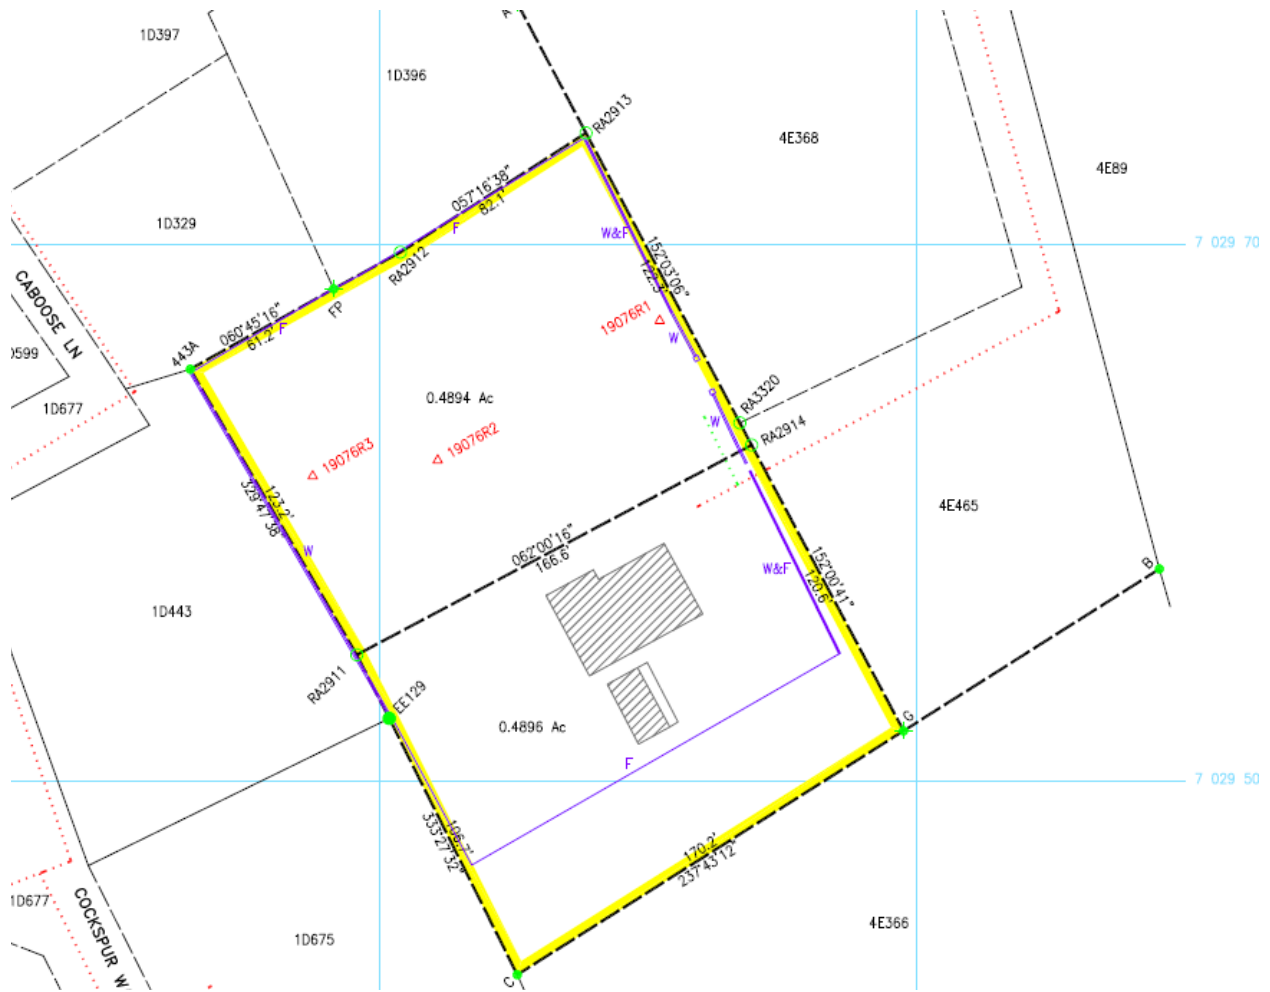 A
1D397
1D396
RA2913
4E368
4E89
057°16'38"
82.1'
1D329
F
W&F
7 029 70
RA2912
152°03'06"
CABOOSE LN
FP
060°45'16"
61.2'
F
19076R1
W
443A
1D677
0.4894 Ac
RA3320
W
RA2914
19076R3
19076R2
123.2'
329°47'38"
4E465
W
062°00'16"
166.6'
W&F
152°00'41"
120.6'
B
1D443
RA2911
EE129
0.4896 Ac
G
F
7 029 50
106.7'
333°27'32"
170.2'
237°43'12"
1D677
COCKSPUR W
1D675
4E366
C